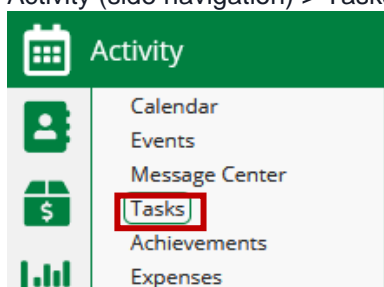 Activity (side navigation) > Tasks
Activity
Calendar
Events
Message Center
Tasks
Achievements
Expenses